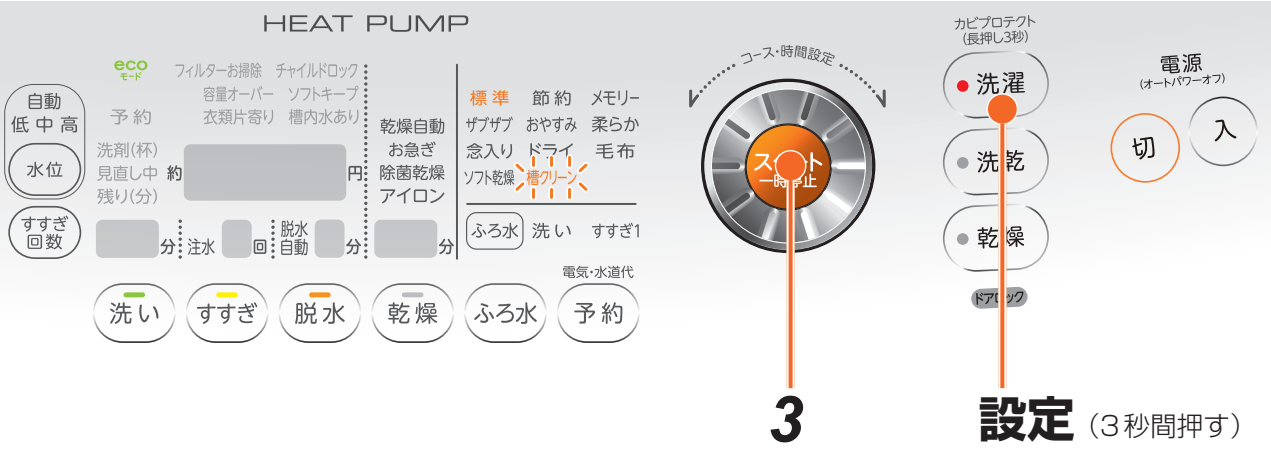 HEAT PUMP
eco
モード
フィルターお掃除 チャイルドロック
容量オーバー ソフトキープ
予約 衣類片寄り 槽内水あり
自動
低 中 高
水位
すすぎ
回数
洗剤(杯)
見直し中 約 円
残り(分)
分 注水 回 脱水
自動 分 分
乾燥自動
お急ぎ
除菌乾燥
アイロン
標準 節約 メモリー
ザブザブ おやすみ 柔らか
念入り ドライ 毛布
ソフト乾燥 槽クリーン
ふろ水 洗い すすぎ1
電気・水道代
洗い すすぎ 脱水 乾燥 ふろ水 予約
コース・時間設定
スタート
一時停止
3
カビプロテクト
(長押し3秒)
洗濯
洗乾
乾燥
ドアロック
設定 (3秒間押す)
電源
(オートパワーオフ)
切 入